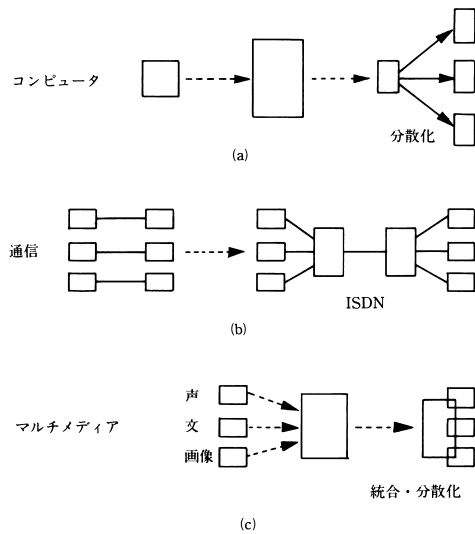 コンピュータ
分散化
(a)
通信
ISDN
(b)
声
マルチメディア
文
画像
統合・分散化
(c)